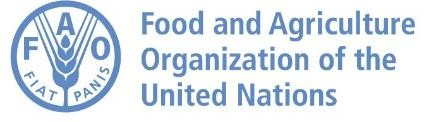 F A O
FIAT PANIS
Food and Agriculture
Organization of the
United Nations